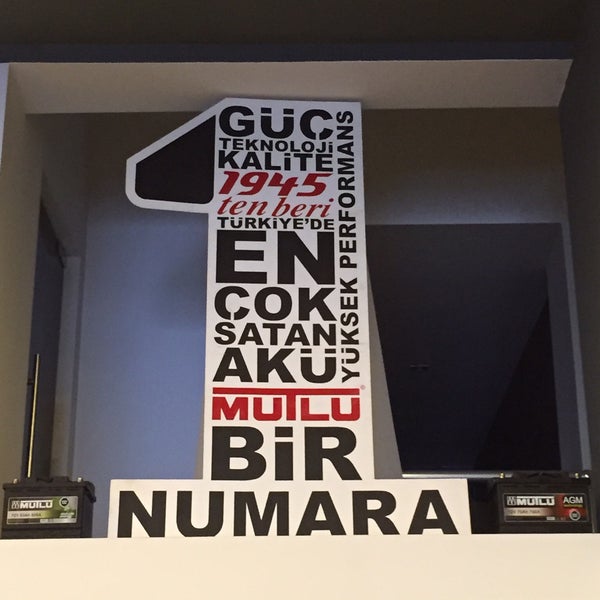 GÜÇ
TEKNOLOJİ
KALİTE
1945
ten beri
TÜRKİYE'DE
EN
ÇOK
SATAN
AKÜ
YÜKSEK PERFORMANS
MUTLU
BİR
NUMARA
MUTLU
MUTLU AGM